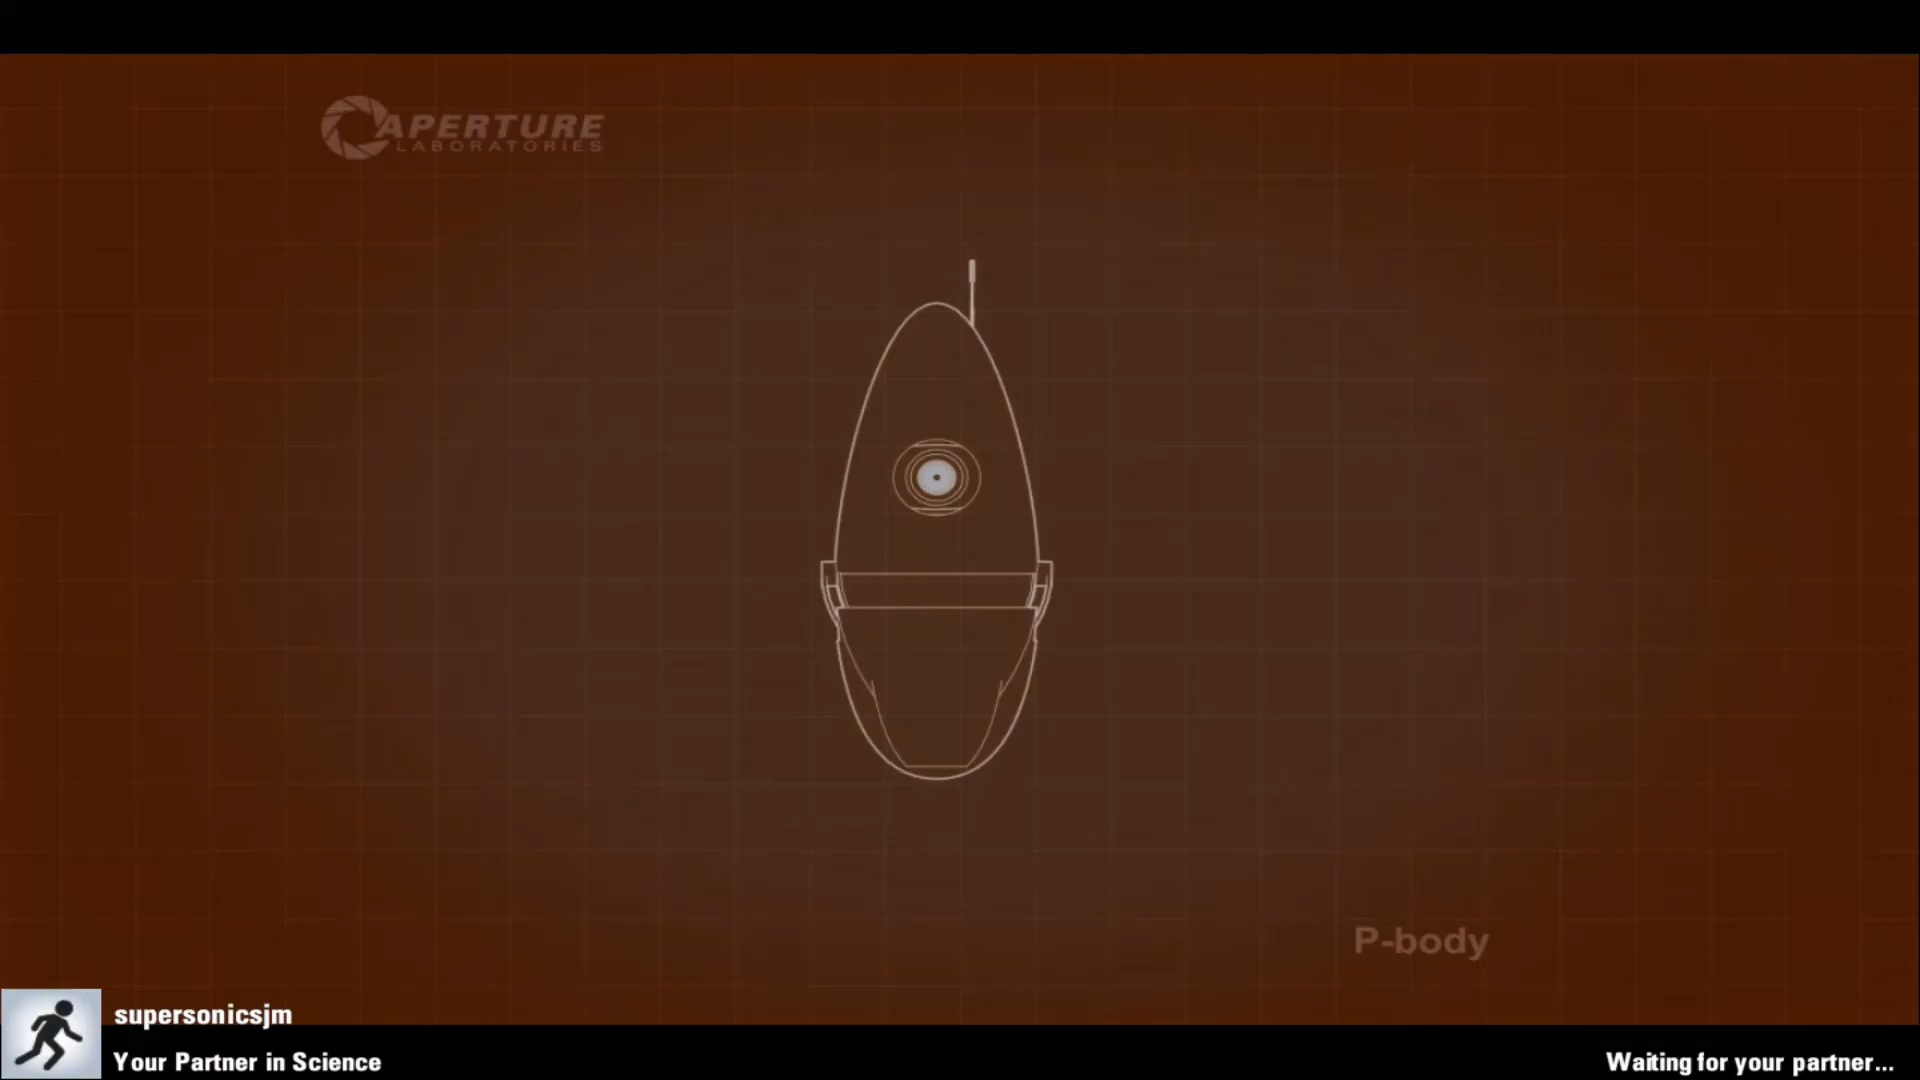 APERTURE
LABORATORIES
P-body
supersonicsjm
Your Partner in Science
Waiting for your partner...